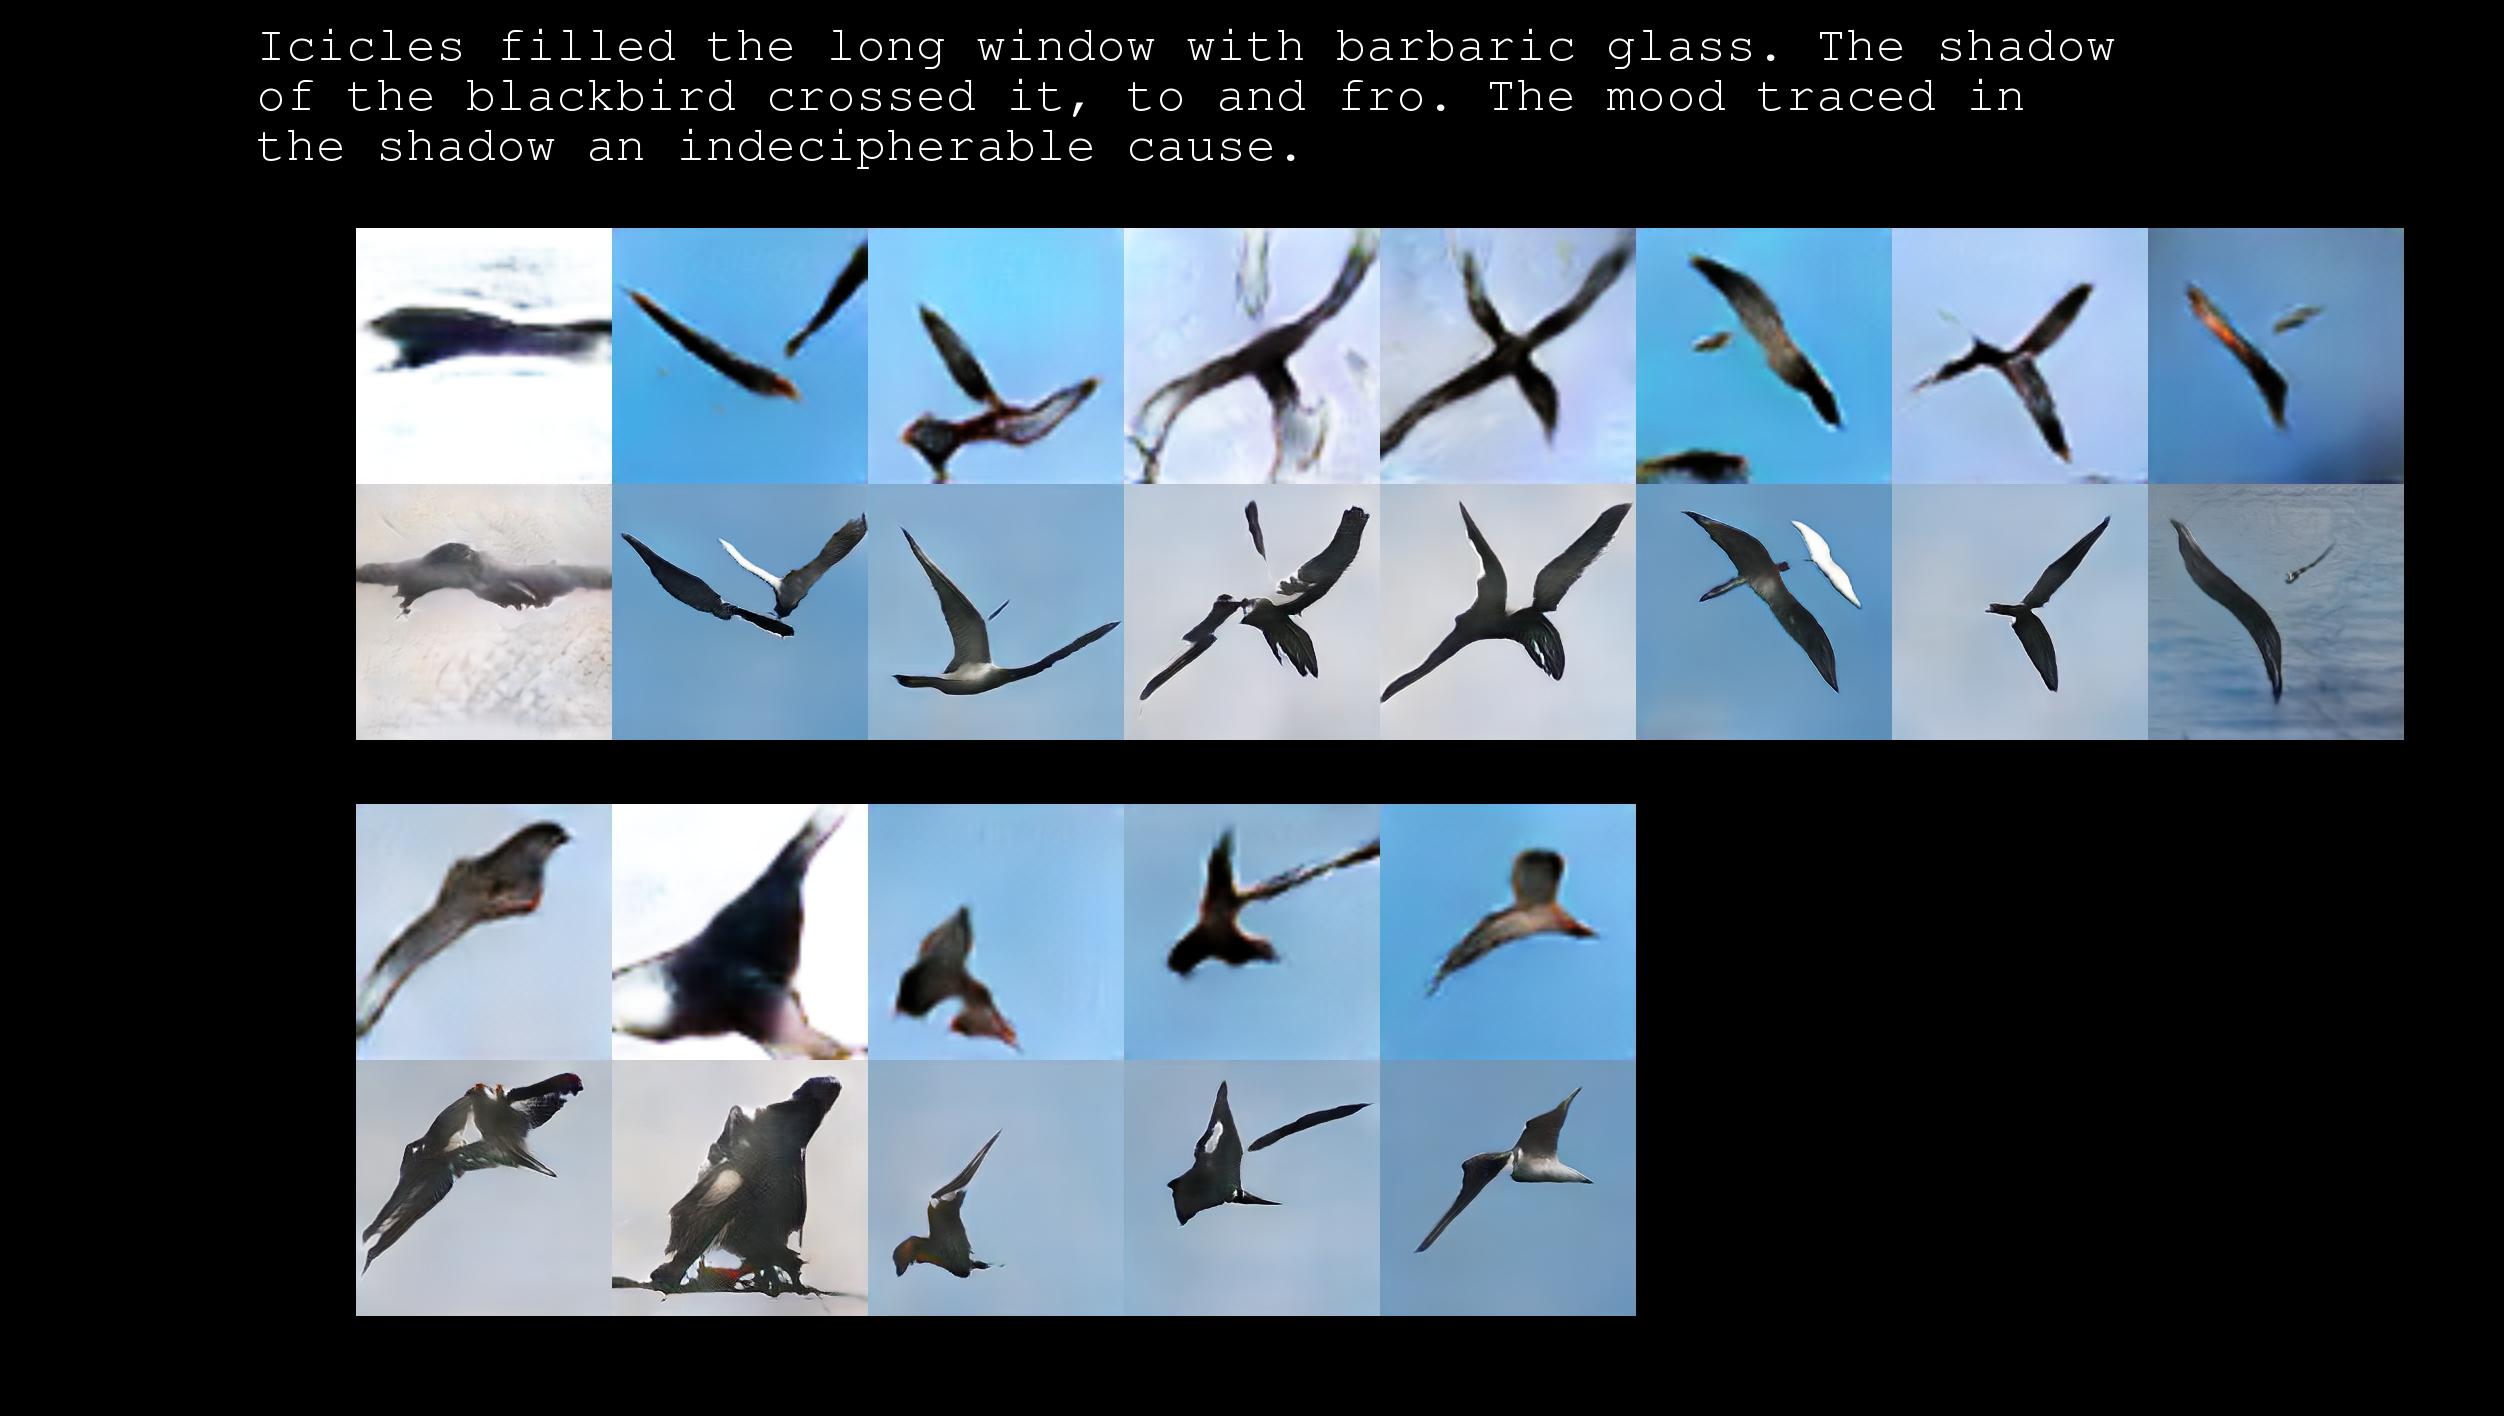 Icicles filled the long window with barbaric glass. The shadow
of the blackbird crossed it, to and fro. The mood traced in
the shadow an indecipherable cause.